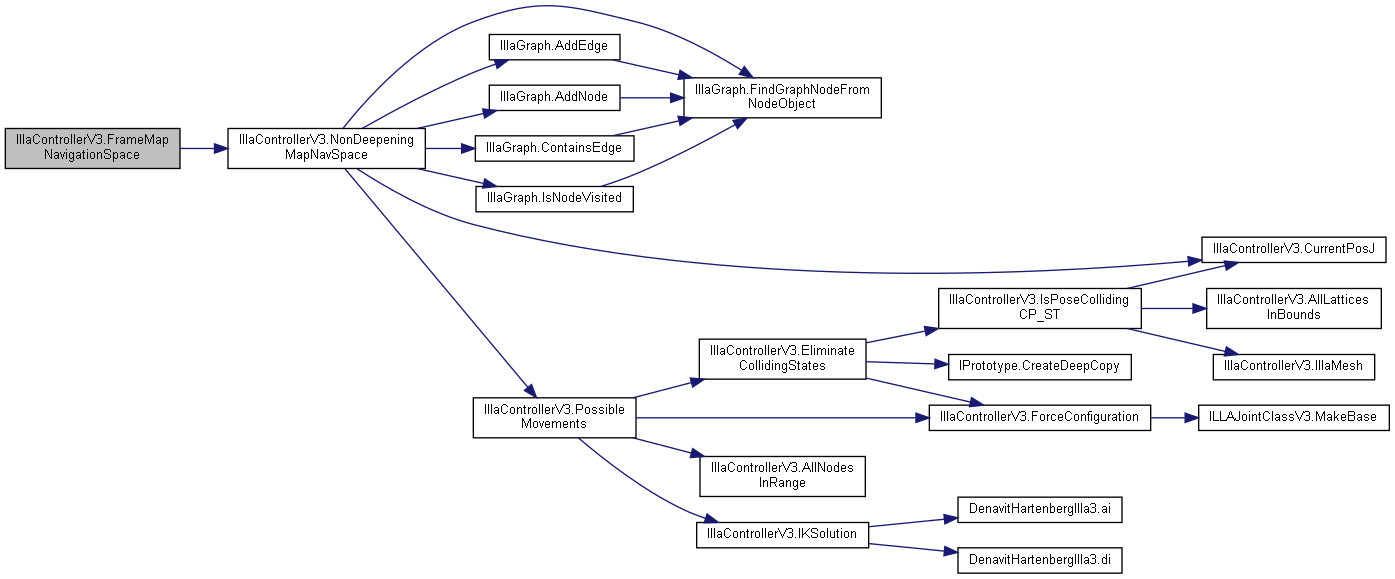 IllaControllerV3.FrameMap
NavigationSpace
IllaControllerV3.NonDeepening
MapNavSpace
IllaGraph.AddEdge
IllaGraph.AddNode
IllaGraph.ContainsEdge
IllaGraph.IsNodeVisited
IllaGraph.FindGraphNodeFrom
NodeObject
IllaControllerV3.Possible
Movements
IllaControllerV3.Eliminate
CollidingStates
IllaControllerV3.AllNodes
InRange
IllaControllerV3.IKSolution
IllaControllerV3.IsPoseColliding
CP_ST
IPrototype.CreateDeepCopy
IllaControllerV3.ForceConfiguration
DenavitHartenbergIlla3.ai
DenavitHartenbergIlla3.di
IllaControllerV3.CurrentPosJ
IllaControllerV3.AllLattices
InBounds
IllaControllerV3.IllaMesh
ILLAJointClassV3.MakeBase